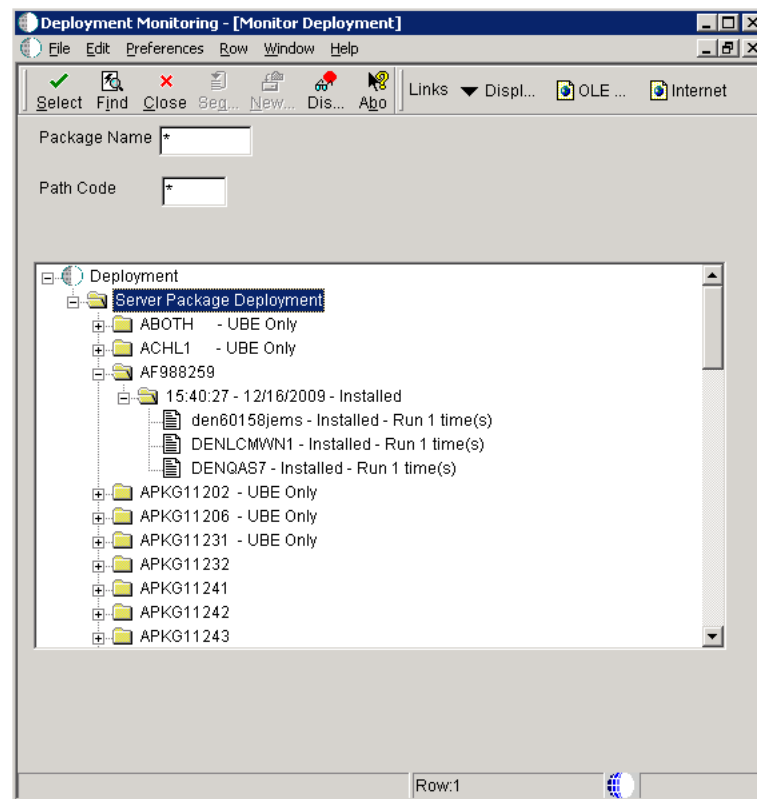 Deployment Monitoring - [Monitor Deployment]
File Edit Preferences Row Window Help
Select Find Close Seq... New... Dis... Abo Links Displ... OLE ... Internet
Package Name *
Path Code *
Deployment
Server Package Deployment
ABOTH - UBE Only
ACHL1 - UBE Only
AF988259
15:40:27 - 12/16/2009 - Installed
den60158jems - Installed - Run 1 time(s)
DENLCMWN1 - Installed - Run 1 time(s)
DENQAS7 - Installed - Run 1 time(s)
APKG11202 - UBE Only
APKG11206 - UBE Only
APKG11231 - UBE Only
APKG11232
APKG11241
APKG11242
APKG11243
Row:1